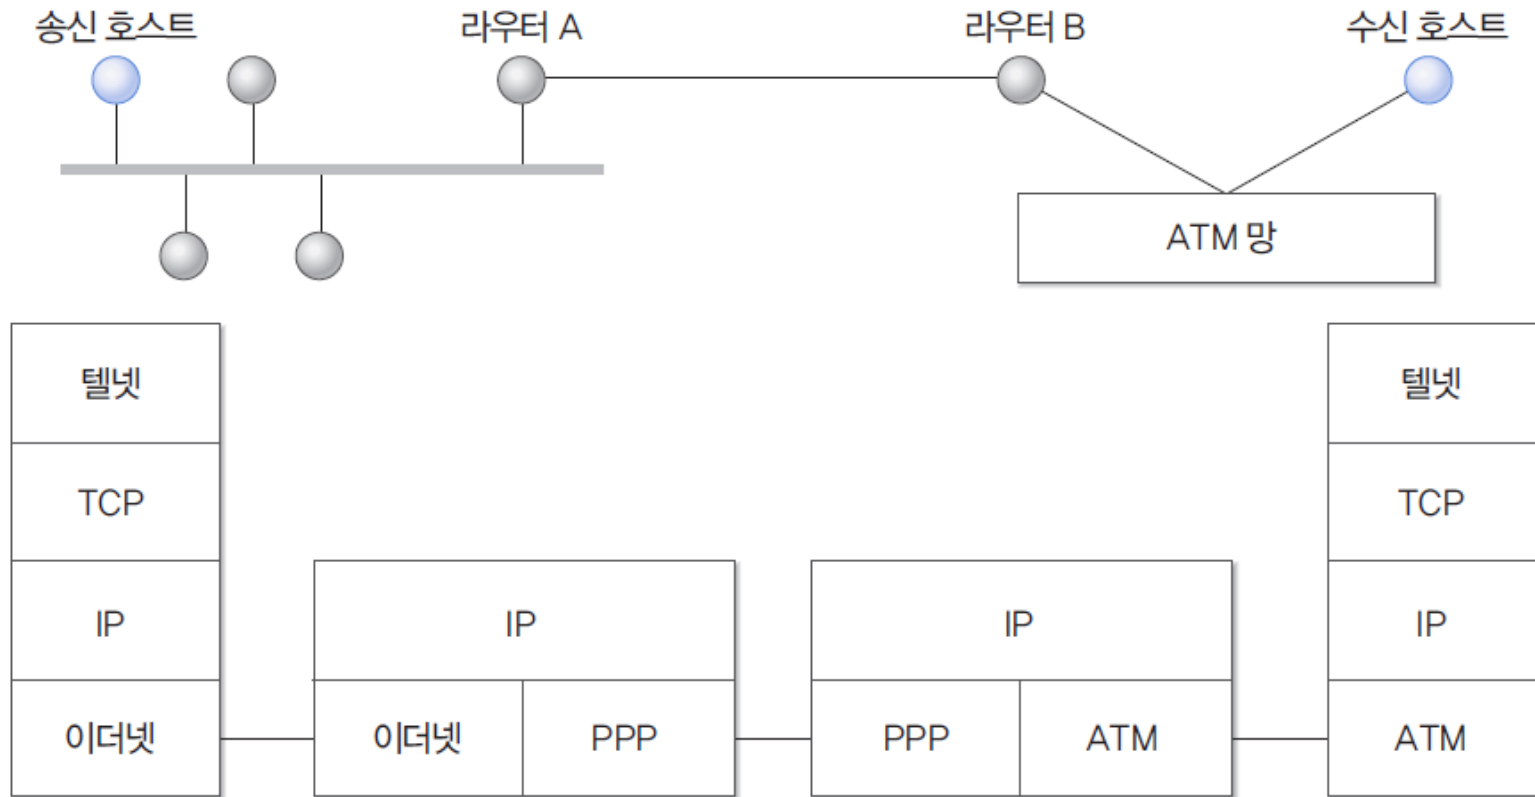 송신 호스트
라우터 A
라우터 B
수신 호스트
ATM 망
텔넷
텔넷
TCP
TCP
IP
IP
IP
IP
이더넷
이더넷
PPP
PPP
ATM
ATM